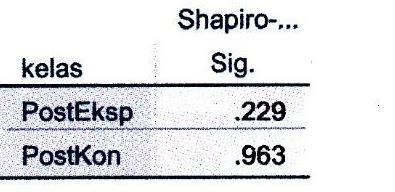 Shapiro-...
kelas Sig.
PostEksp .229
PostKon .963